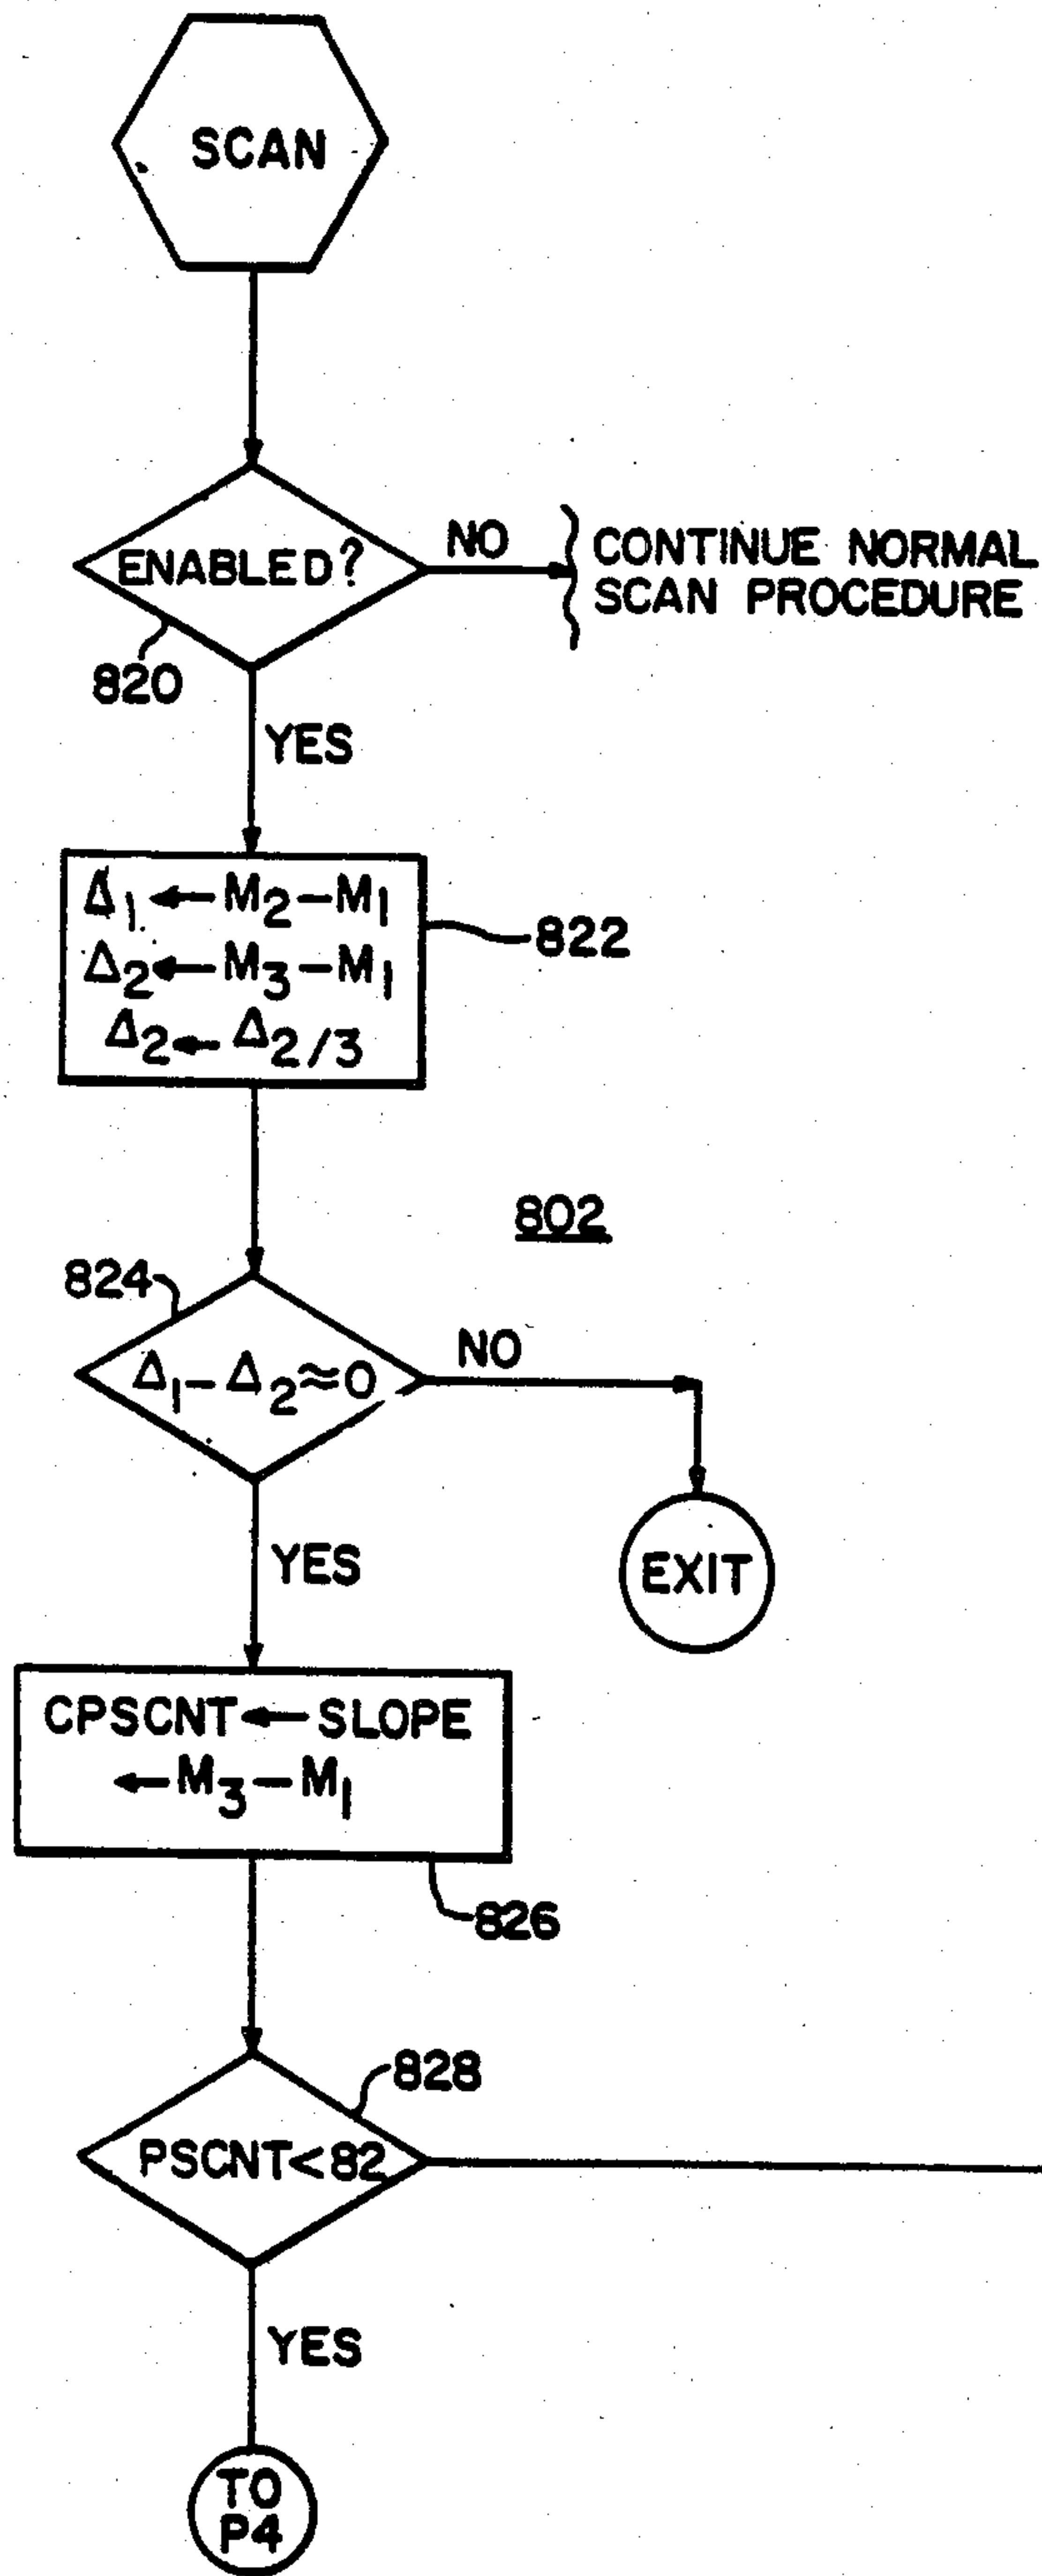 SCAN
ENABLED?
NO
CONTINUE NORMAL
SCAN PROCEDURE
820
YES
Δ₁←M₂−M₁
Δ₂←M₃−M₁
Δ₂←Δ₂/3
822
802
824
Δ₁−Δ₂≈0
NO
EXIT
YES
CPSCNT←SLOPE
←M₃−M₁
826
828
PSCNT<82
YES
TO
P4